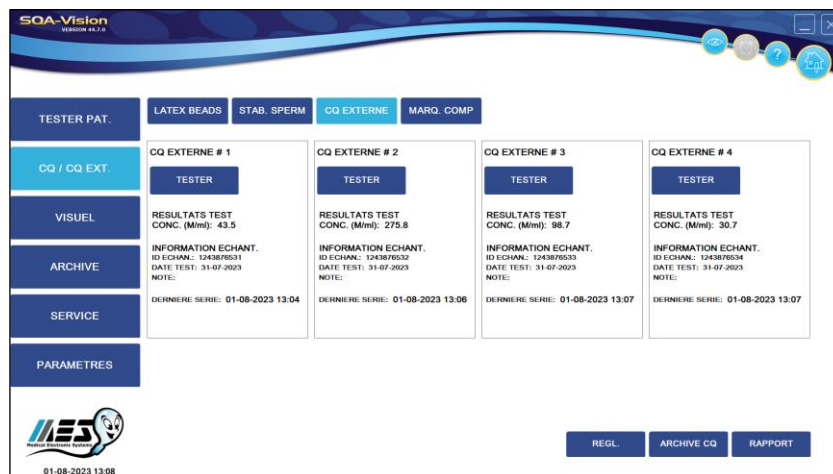 SQA-Vision
VERSION 44.7.0
?
TESTER PAT.
CQ / CQ EXT.
VISUEL
ARCHIVE
SERVICE
PARAMETRES
LATEX BEADS
STAB. SPERM
CQ EXTERNE
MARQ. COMP
CQ EXTERNE # 1
TESTER
RESULTATS TEST
CONC. (M/ml): 43.5
INFORMATION ECHANT.
ID ECHAN.: 1243876531
DATE TEST: 31-07-2023
NOTE:
DERNIERE SERIE: 01-08-2023 13:04
CQ EXTERNE # 2
TESTER
RESULTATS TEST
CONC. (M/ml): 275.8
INFORMATION ECHANT.
ID ECHAN.: 1243876532
DATE TEST: 31-07-2023
NOTE:
DERNIERE SERIE: 01-08-2023 13:06
CQ EXTERNE # 3
TESTER
RESULTATS TEST
CONC. (M/ml): 98.7
INFORMATION ECHANT.
ID ECHAN.: 1243876533
DATE TEST: 31-07-2023
NOTE:
DERNIERE SERIE: 01-08-2023 13:07
CQ EXTERNE # 4
TESTER
RESULTATS TEST
CONC. (M/ml): 30.7
INFORMATION ECHANT.
ID ECHAN.: 1243876534
DATE TEST: 31-07-2023
NOTE:
DERNIERE SERIE: 01-08-2023 13:07
MES
Medical Electronic Systems
01-08-2023 13:08
REGL.
ARCHIVE CQ
RAPPORT